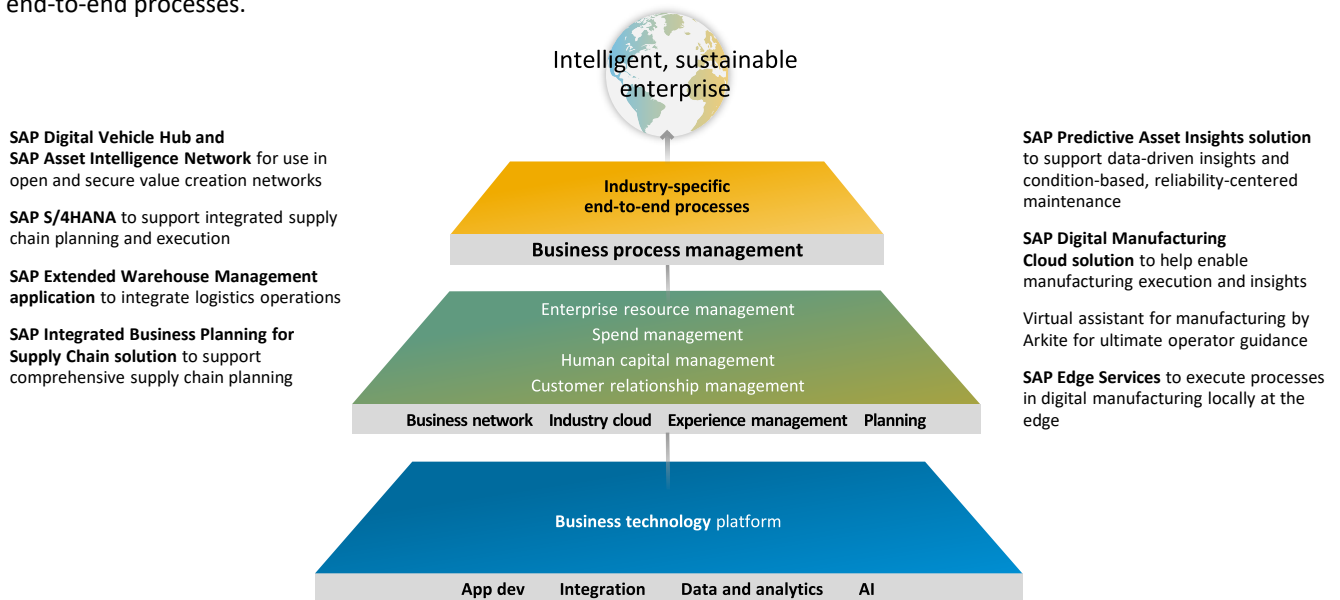 end-to-end processes.
Intelligent, sustainable
enterprise
SAP Digital Vehicle Hub and
SAP Asset Intelligence Network for use in
open and secure value creation networks
SAP S/4HANA to support integrated supply
chain planning and execution
SAP Extended Warehouse Management
application to integrate logistics operations
SAP Integrated Business Planning for
Supply Chain solution to support
comprehensive supply chain planning
Industry-specific
end-to-end processes
Business process management
Enterprise resource management
Spend management
Human capital management
Customer relationship management
Business network Industry cloud Experience management Planning
Business technology platform
App dev Integration Data and analytics AI
SAP Predictive Asset Insights solution
to support data-driven insights and
condition-based, reliability-centered
maintenance
SAP Digital Manufacturing
Cloud solution to help enable
manufacturing execution and insights
Virtual assistant for manufacturing by
Arkite for ultimate operator guidance
SAP Edge Services to execute processes
in digital manufacturing locally at the
edge